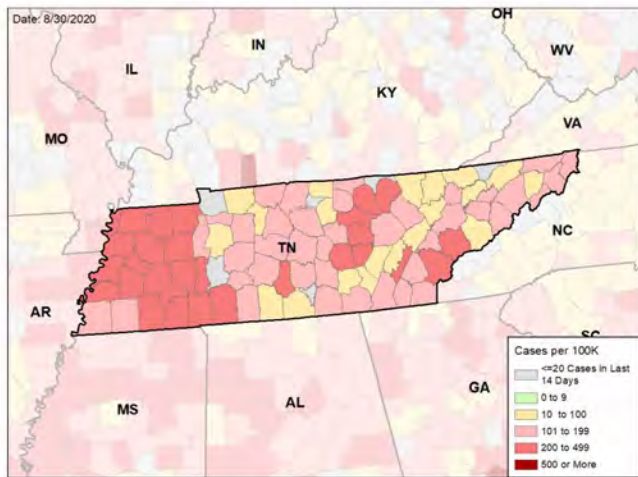 Date: 8/30/2020
OH
IN
IL
WV
KY
MO
VA
TN
NC
AR
SC
MS
AL
GA
Cases per 100K
<=20 Cases in Last
14 Days
0 to 9
10 to 100
101 to 199
200 to 499
500 or More